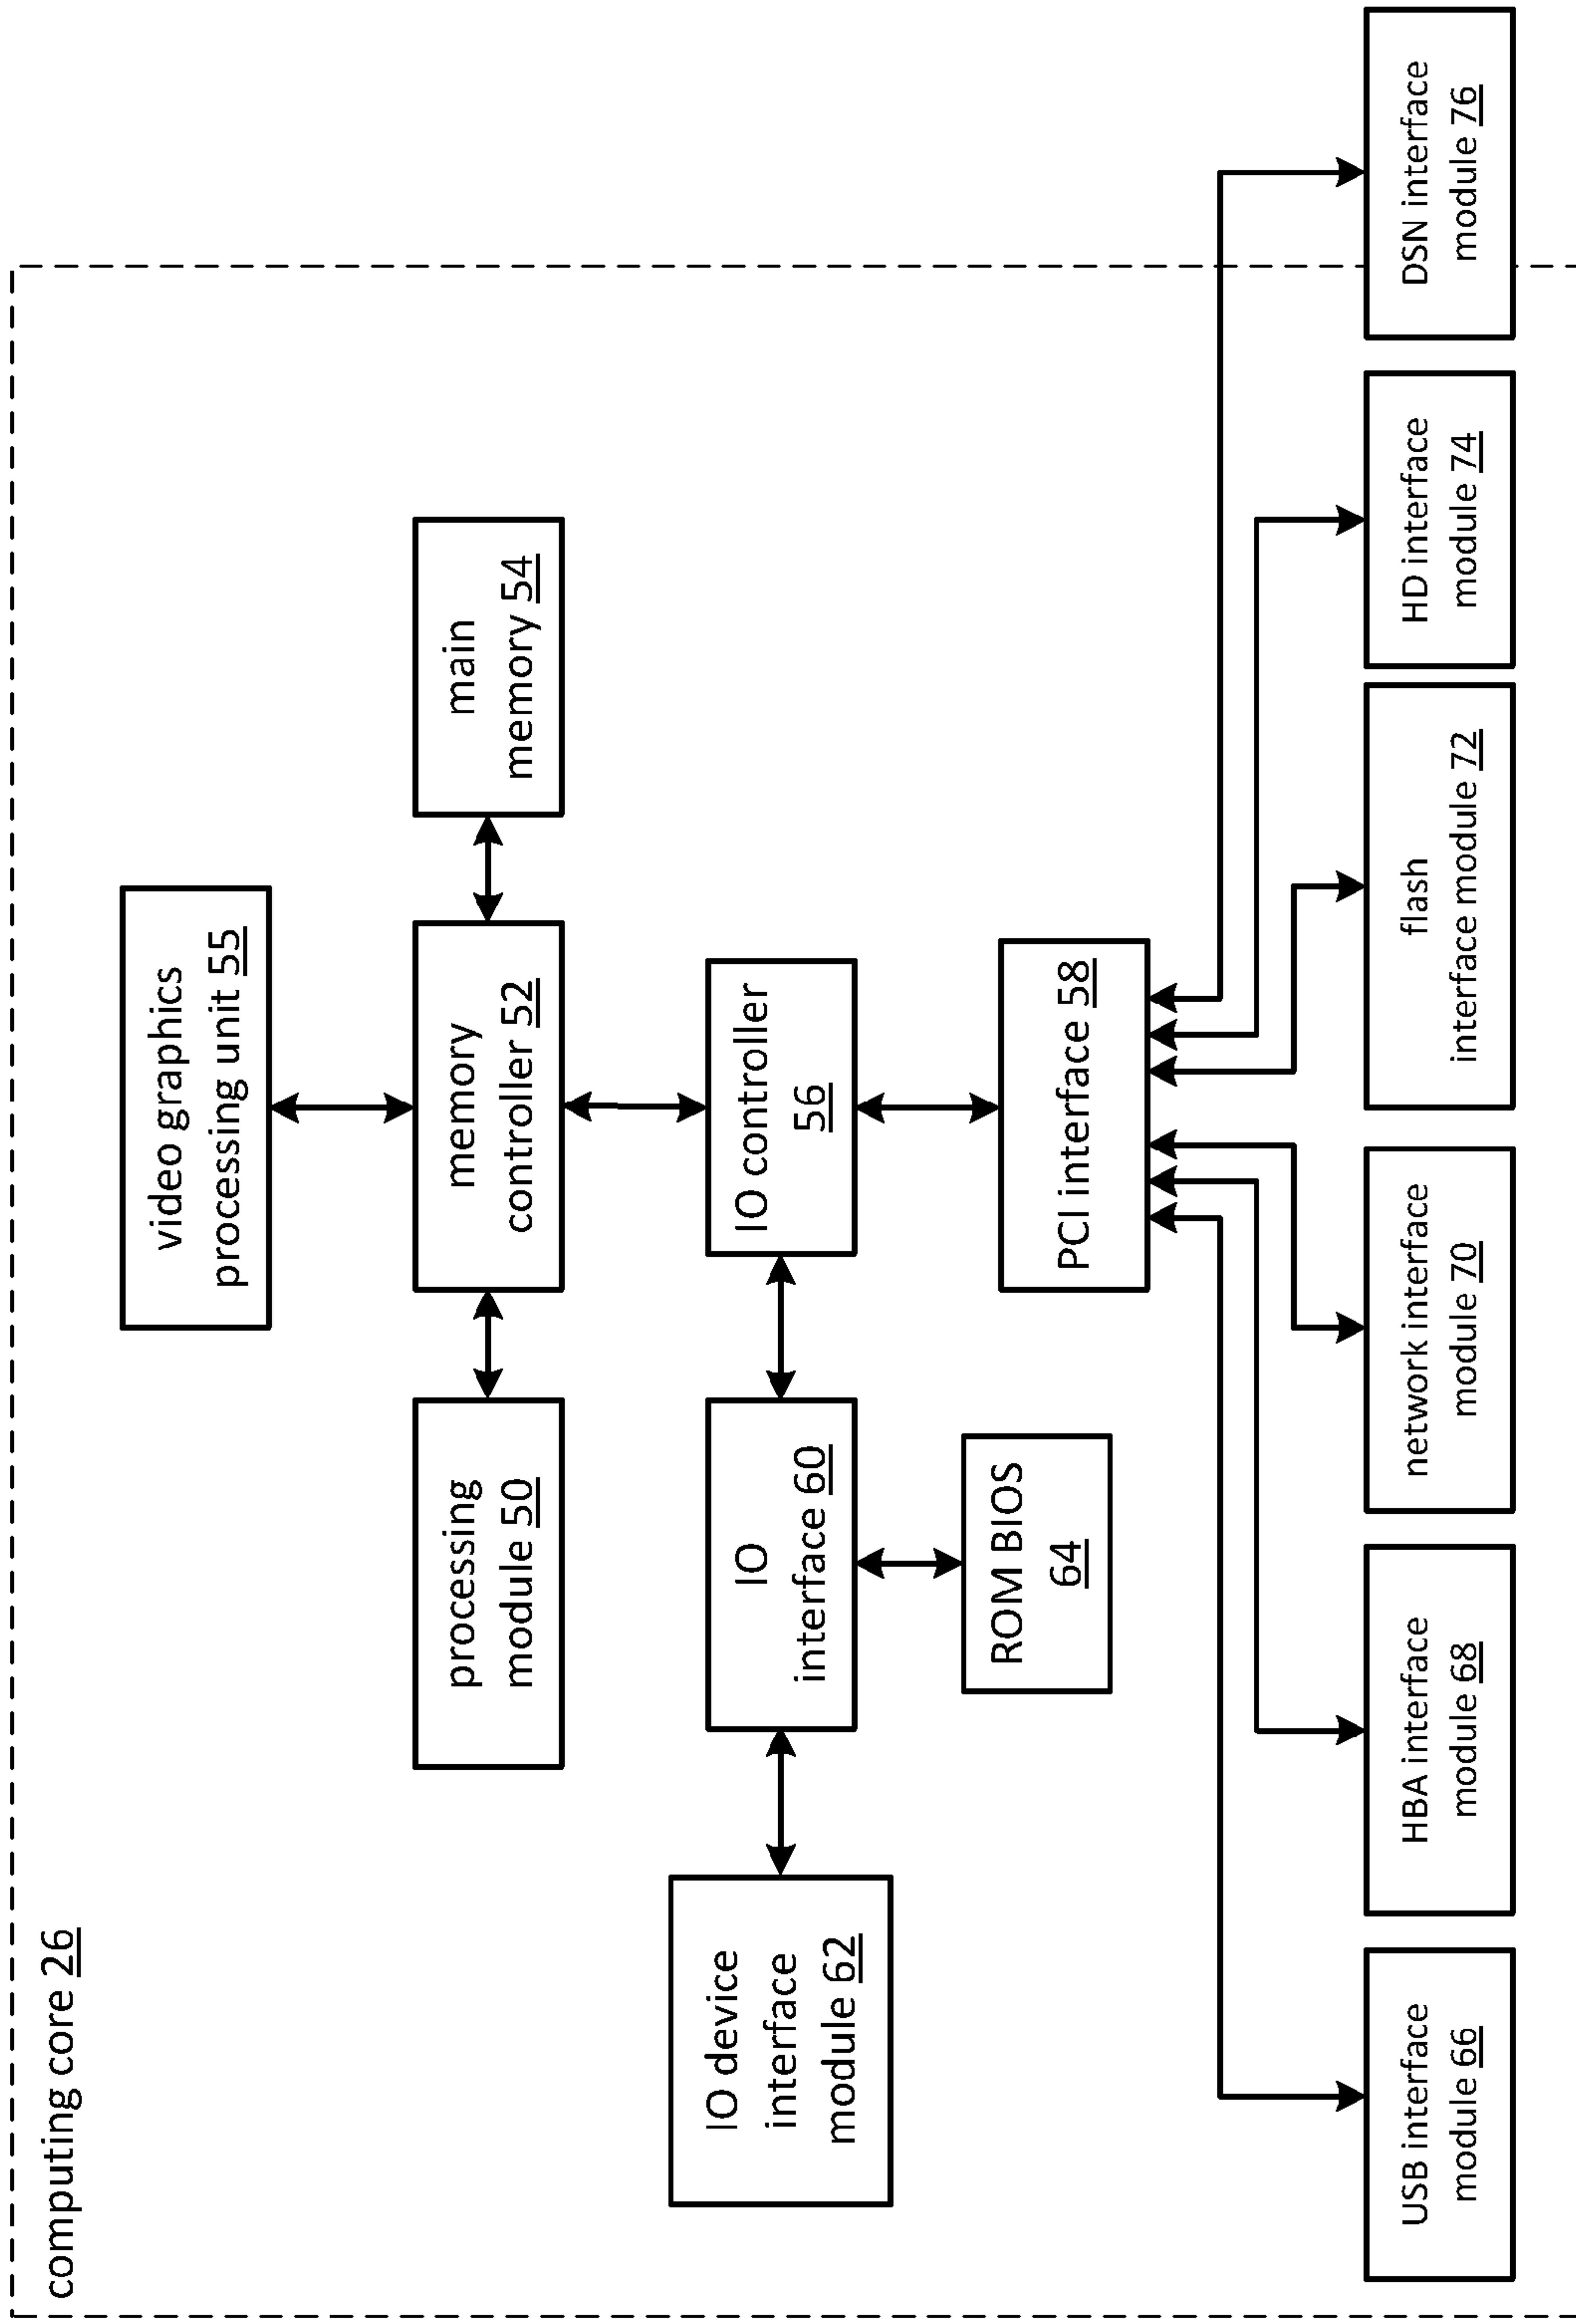 computing core 26
video graphics
processing unit 55
processing
module 50
memory
controller 52
main
memory 54
IO device
interface
module 62
IO
interface 60
IO controller
56
ROM BIOS
64
PCI interface 58
USB interface
module 66
HBA interface
module 68
network interface
module 70
flash
interface module 72
HD interface
module 74
DSN interface
module 76